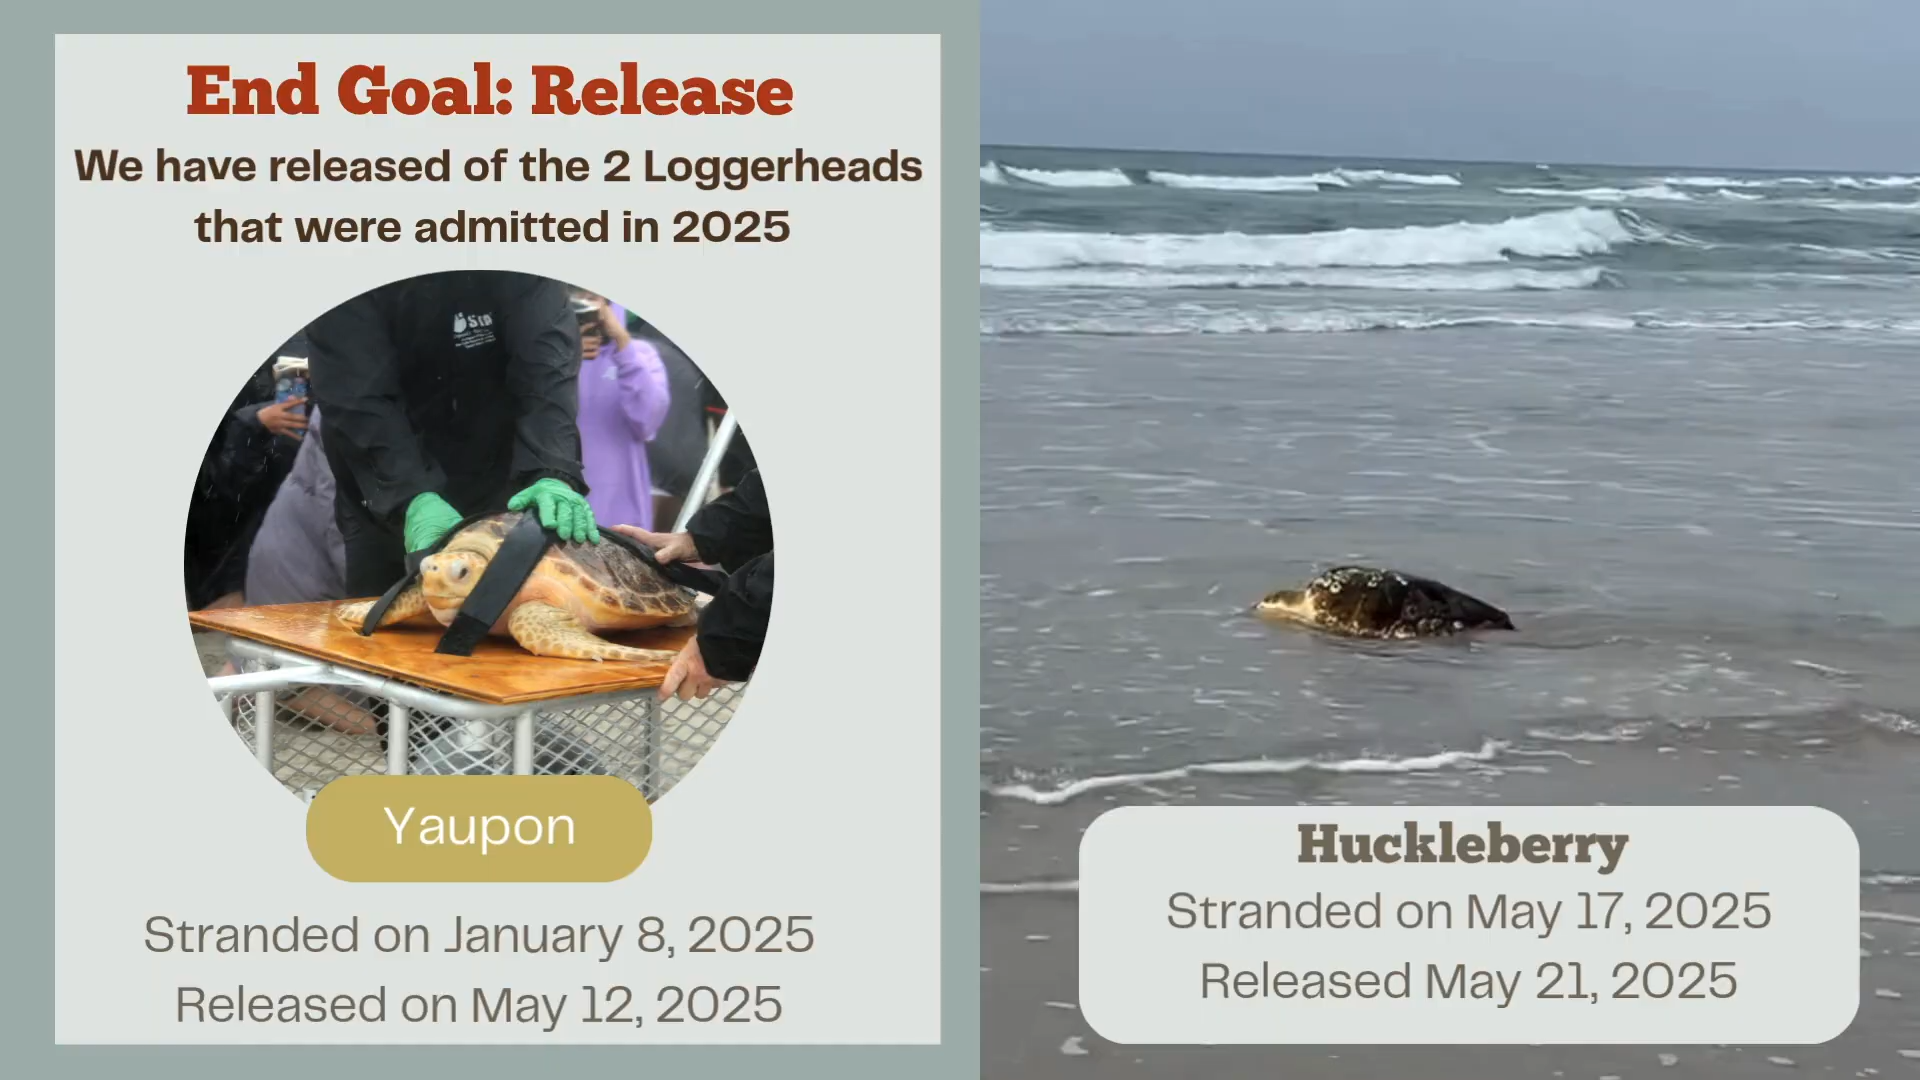 End Goal: Release
We have released of the 2 Loggerheads
that were admitted in 2025
Yaupon
Stranded on January 8, 2025
Released on May 12, 2025
Huckleberry
Stranded on May 17, 2025
Released May 21, 2025